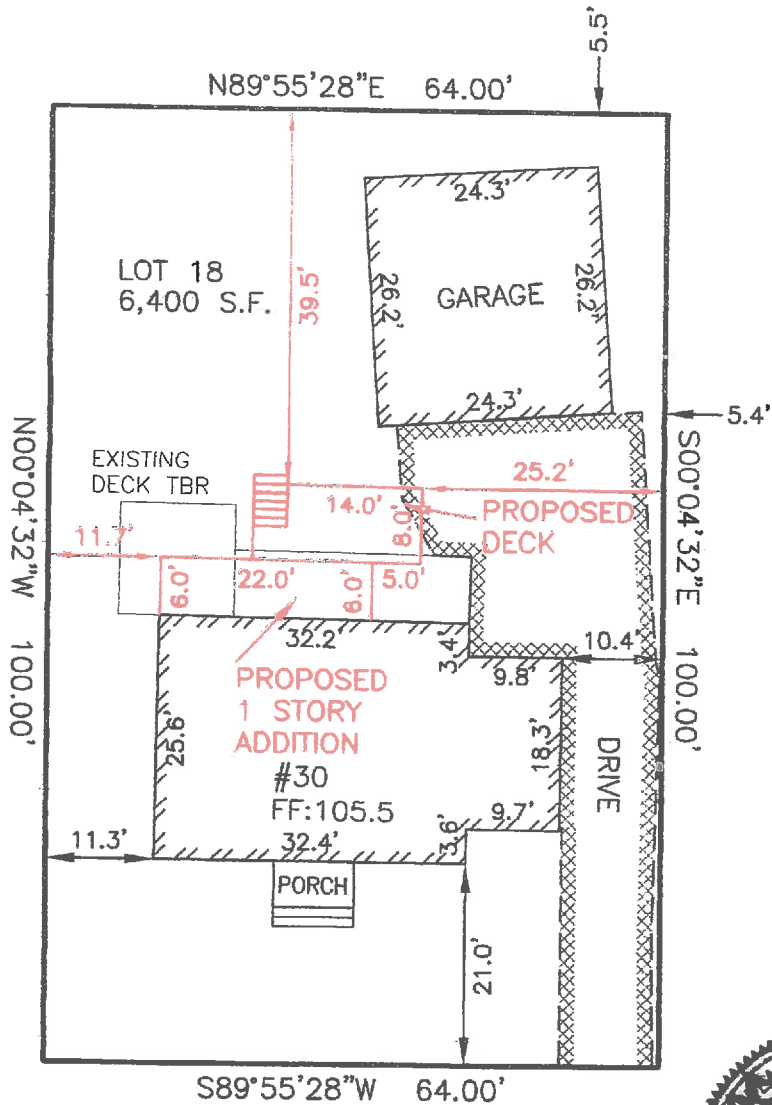 5.5'
N89°55'28"E 64.00'
24.3'
LOT 18
6,400 S.F.
39.5'
26.2'
GARAGE
26.2'
24.3'
5.4'
N00°04'32"W 100.00'
S00°04'32"E 100.00'
EXISTING
DECK TBR
25.2'
14.0'
8.0'
PROPOSED
DECK
11.7'
6.0'
22.0'
6.0'
5.0'
32.2'
3.4'
10.4'
9.8'
PROPOSED
1 STORY
ADDITION
25.6'
18.3'
DRIVE
#30
FF:105.5
9.7'
3.6'
11.3'
32.4'
PORCH
21.0'
S89°55'28"W 64.00'